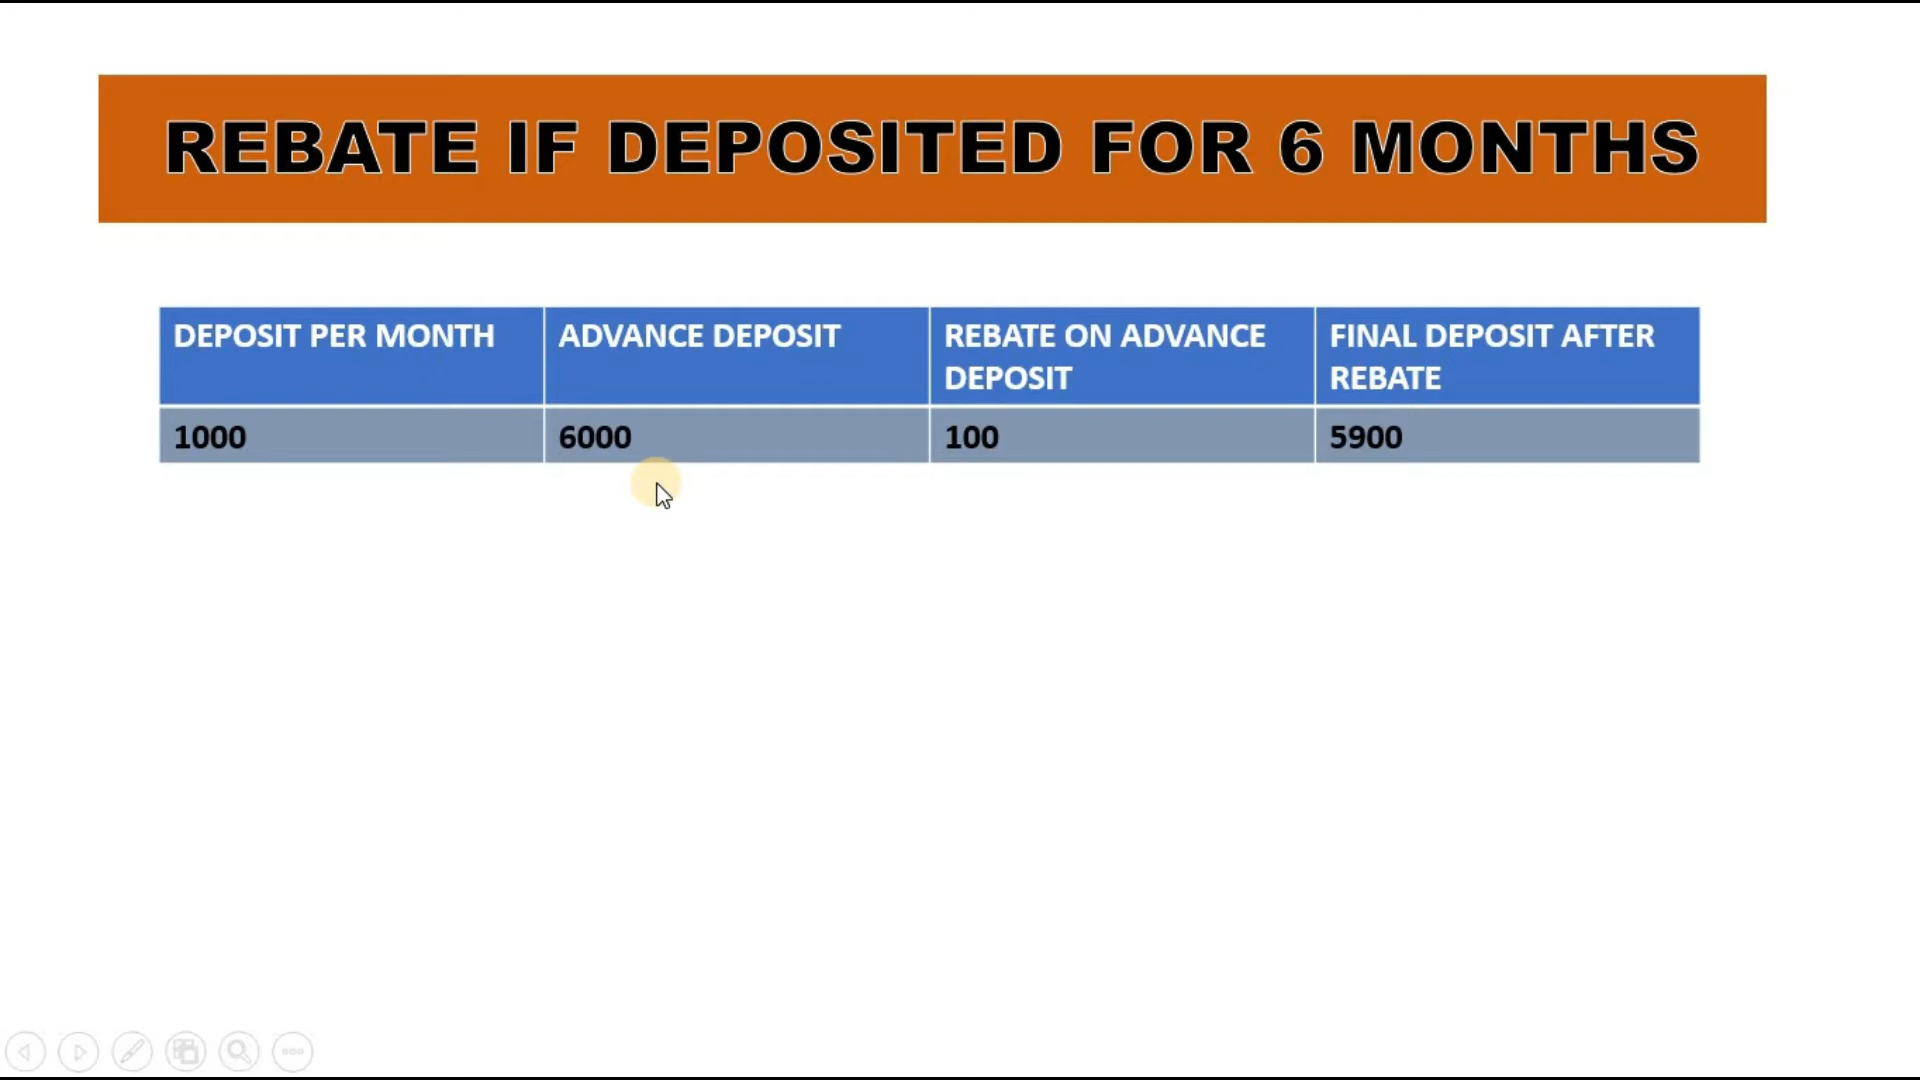 REBATE IF DEPOSITED FOR 6 MONTHS
DEPOSIT PER MONTH
ADVANCE DEPOSIT
REBATE ON ADVANCE
DEPOSIT
FINAL DEPOSIT AFTER
REBATE
1000
6000
100
5900